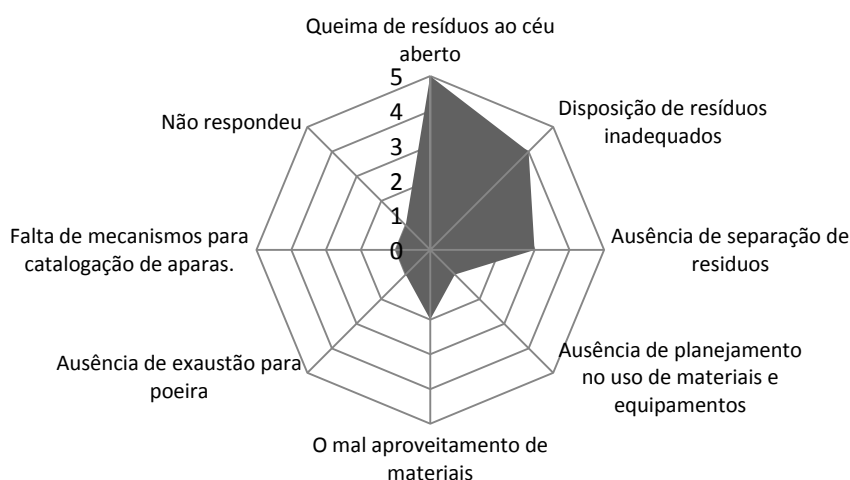 Queima de resíduos ao céu
aberto
Disposição de resíduos
inadequados
Ausência de separação de
residuos
Ausência de planejamento
no uso de materiais e
equipamentos
O mal aproveitamento de
materiais
Ausência de exaustão para
poeira
Falta de mecanismos para
catalogação de aparas.
Não respondeu
5
4
3
2
1
0